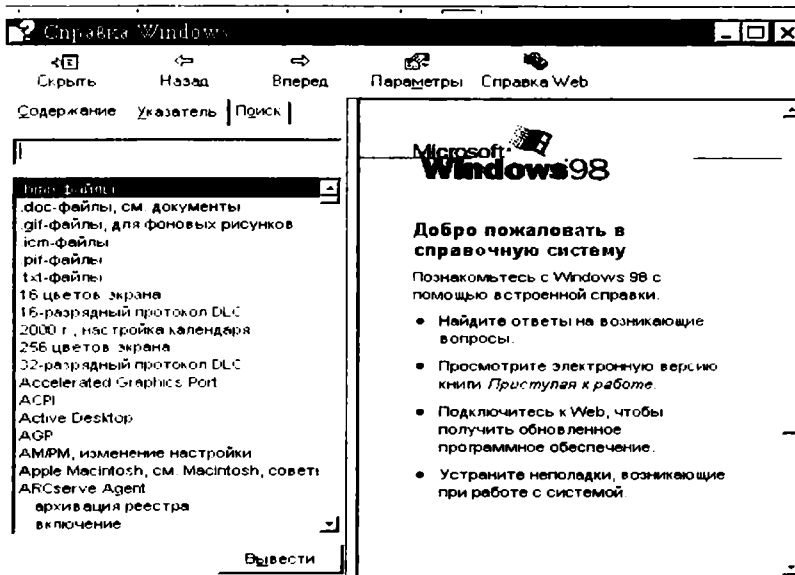 Справка Windows
Скрыть Назад Вперед Параметры Справка Web
Содержание Указатель Поиск
.bmp-файлы
.doc-файлы, см. документы
.gif-файлы, для фоновых рисунков
icm-файлы
pif-файлы
txt-файлы
16 цветов экрана
16-разрядный протокол DLC
2000 г., настройка календаря
256 цветов экрана
32-разрядный протокол DLC
Accelerated Graphics Port
ACPI
Active Desktop
AGP
AM/PM, изменение настройки
Apple Macintosh, см. Macintosh, советы
ARCserve Agent
архивация реестра
включение
Вывести
Microsoft
Windows98
Добро пожаловать в
справочную систему
Познакомьтесь с Windows 98 с
помощью встроенной справки.
• Найдите ответы на возникающие
вопросы.
• Просмотрите электронную версию
книги Приступая к работе.
• Подключитесь к Web, чтобы
получить обновленное
программное обеспечение.
• Устраните неполадки, возникающие
при работе с системой.